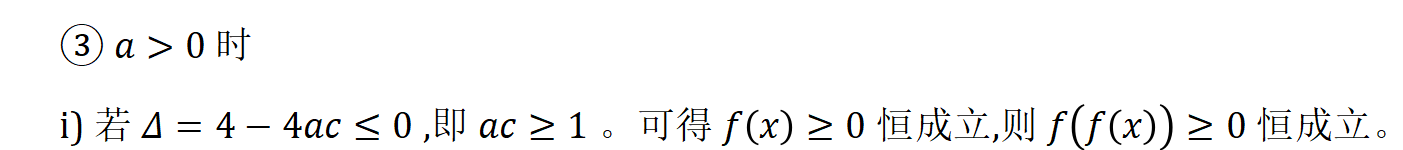 ③ a > 0 时
i) 若 Δ = 4 − 4ac ≤ 0 ,即 ac ≥ 1 。可得 f(x) ≥ 0 恒成立,则 f(f(x)) ≥ 0 恒成立。